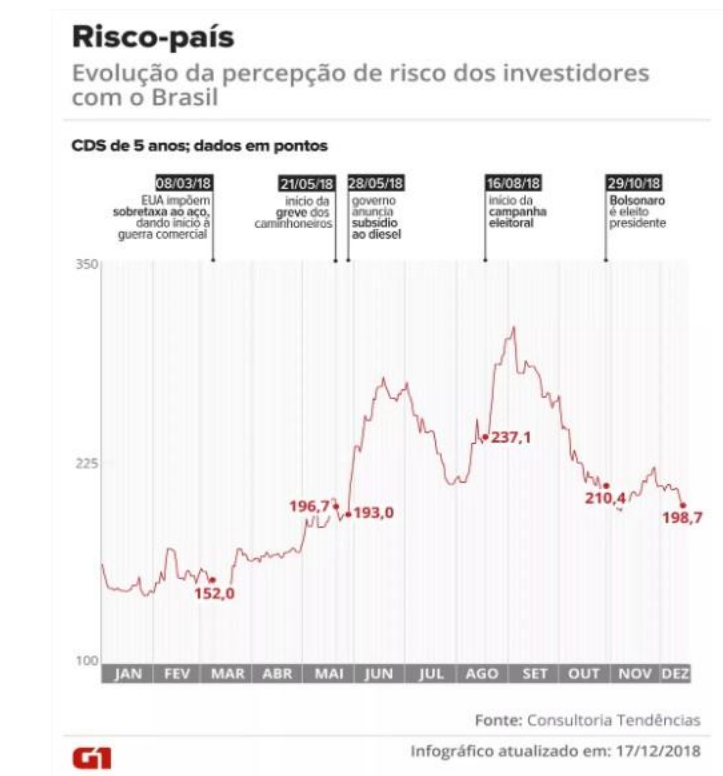 Risco-país
Evolução da percepção de risco dos investidores
com o Brasil
CDS de 5 anos; dados em pontos
08/03/18
EUA impõem
sobretaxa ao aço,
dando início à
guerra comercial
21/05/18
início da
greve dos
caminhoneiros
28/05/18
governo
anuncia
subsídio
ao diesel
16/08/18
início da
campanha
eleitoral
29/10/18
Bolsonaro
é eleito
presidente
350
225
100
152,0
196,7
193,0
237,1
210,4
198,7
JAN FEV MAR ABR MAI JUN JUL AGO SET OUT NOV DEZ
Fonte: Consultoria Tendências
G1
Infográfico atualizado em: 17/12/2018